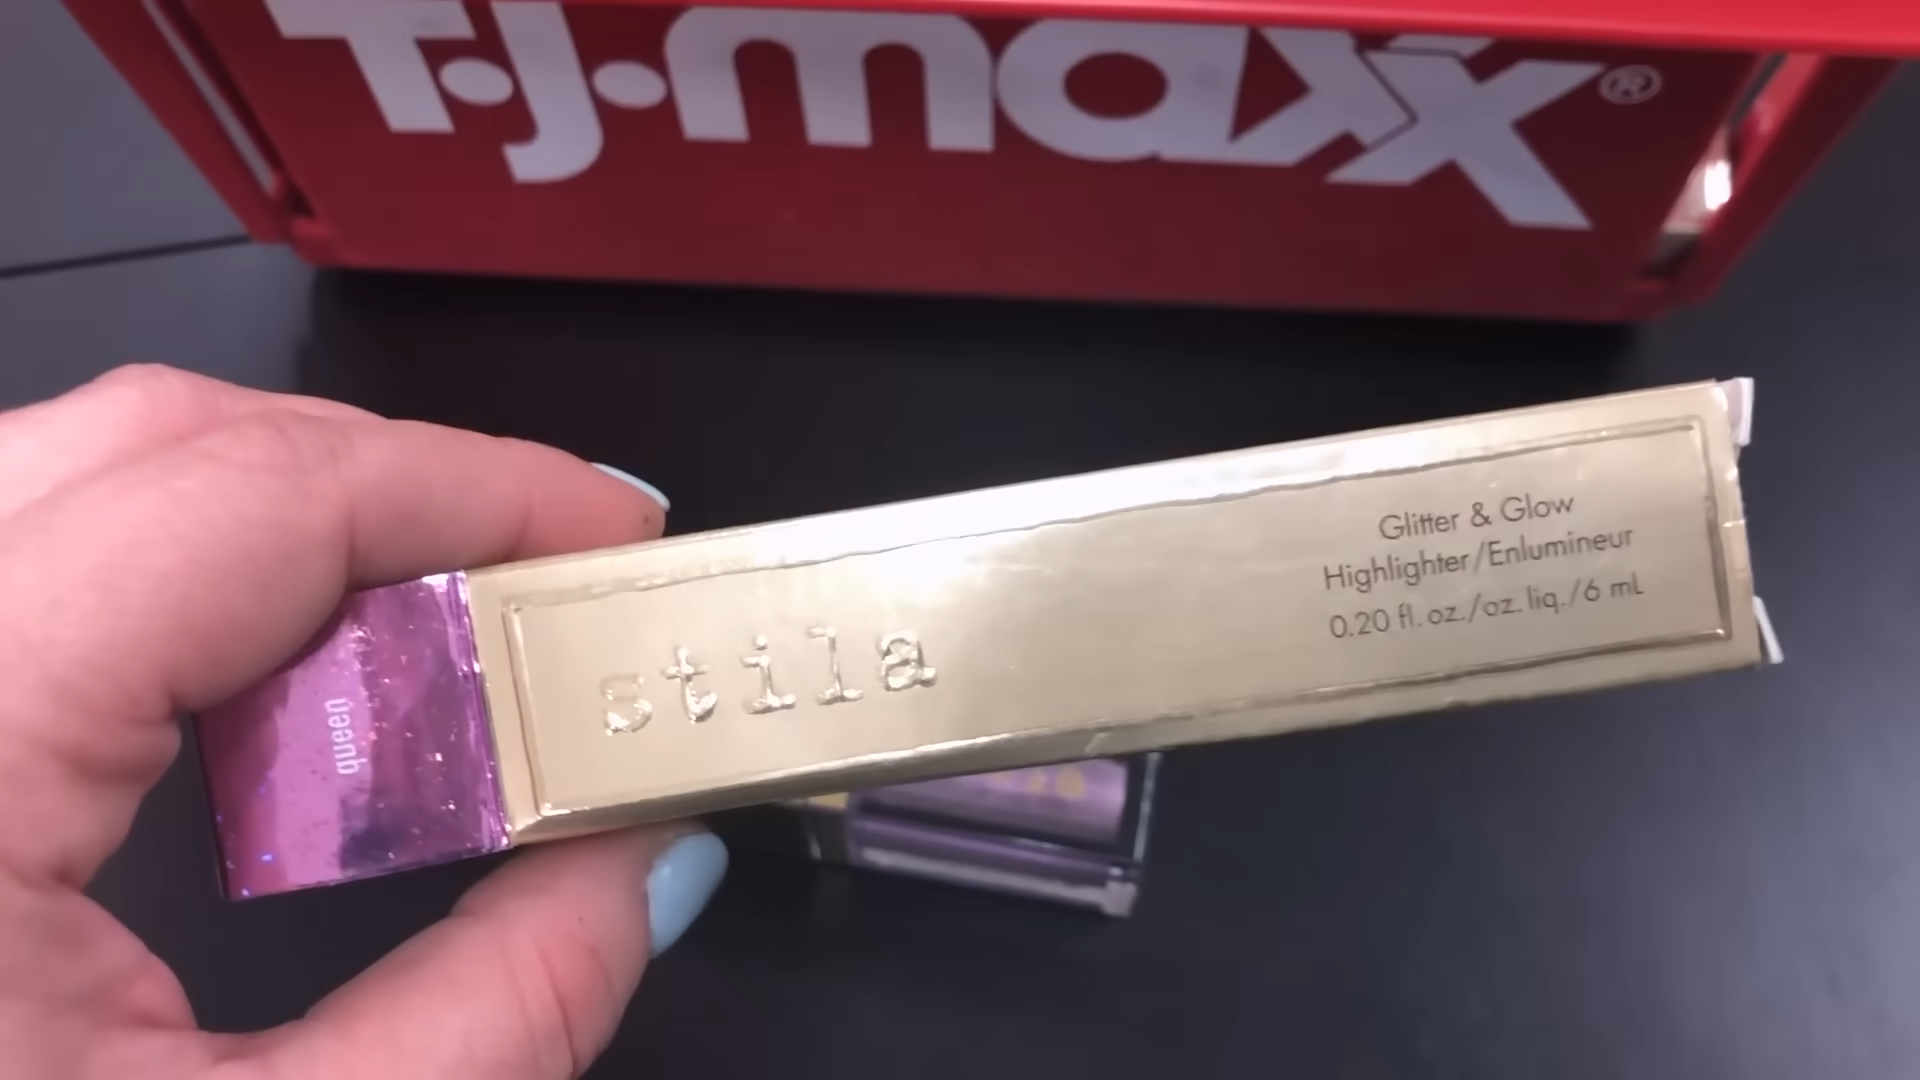 T.J.maxx®
stila
Glitter & Glow
Highlighter/Enlumineur
0.20 fl. oz./oz. liq./6 mL
queen